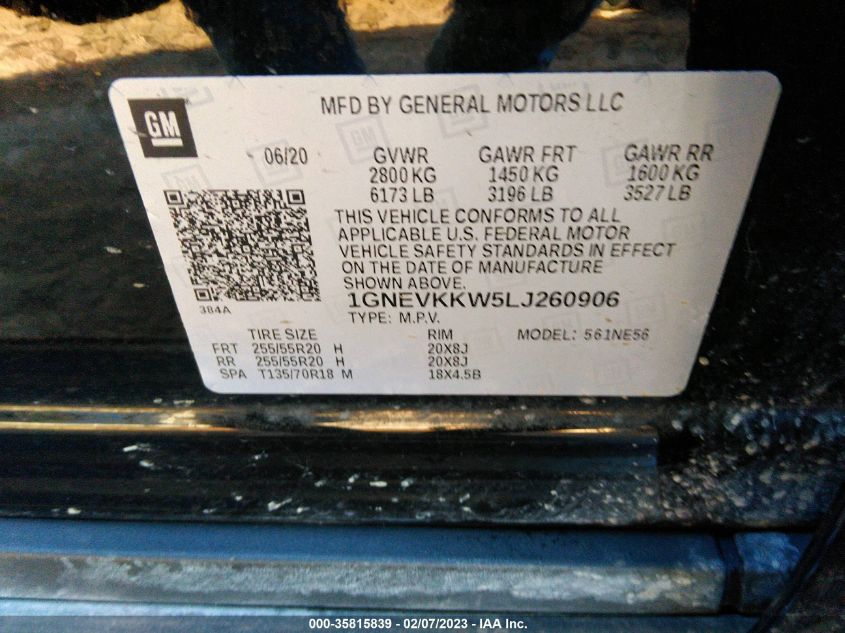 GM
MFD BY GENERAL MOTORS LLC
06/20 GVWR GAWR FRT GAWR RR
2800 KG 1450 KG 1600 KG
6173 LB 3196 LB 3527 LB
THIS VEHICLE CONFORMS TO ALL
APPLICABLE U.S. FEDERAL MOTOR
VEHICLE SAFETY STANDARDS IN EFFECT
ON THE DATE OF MANUFACTURE
SHOWN ABOVE.
384A
1GNEVKKW5LJ260906
TYPE: M.P.V.
TIRE SIZE RIM MODEL: 561NE56
FRT 255/55R20 H 20X8J
RR 255/55R20 H 20X8J
SPA T135/70R18 M 18X4.5B
000-35815839 - 02/07/2023 - IAA Inc.